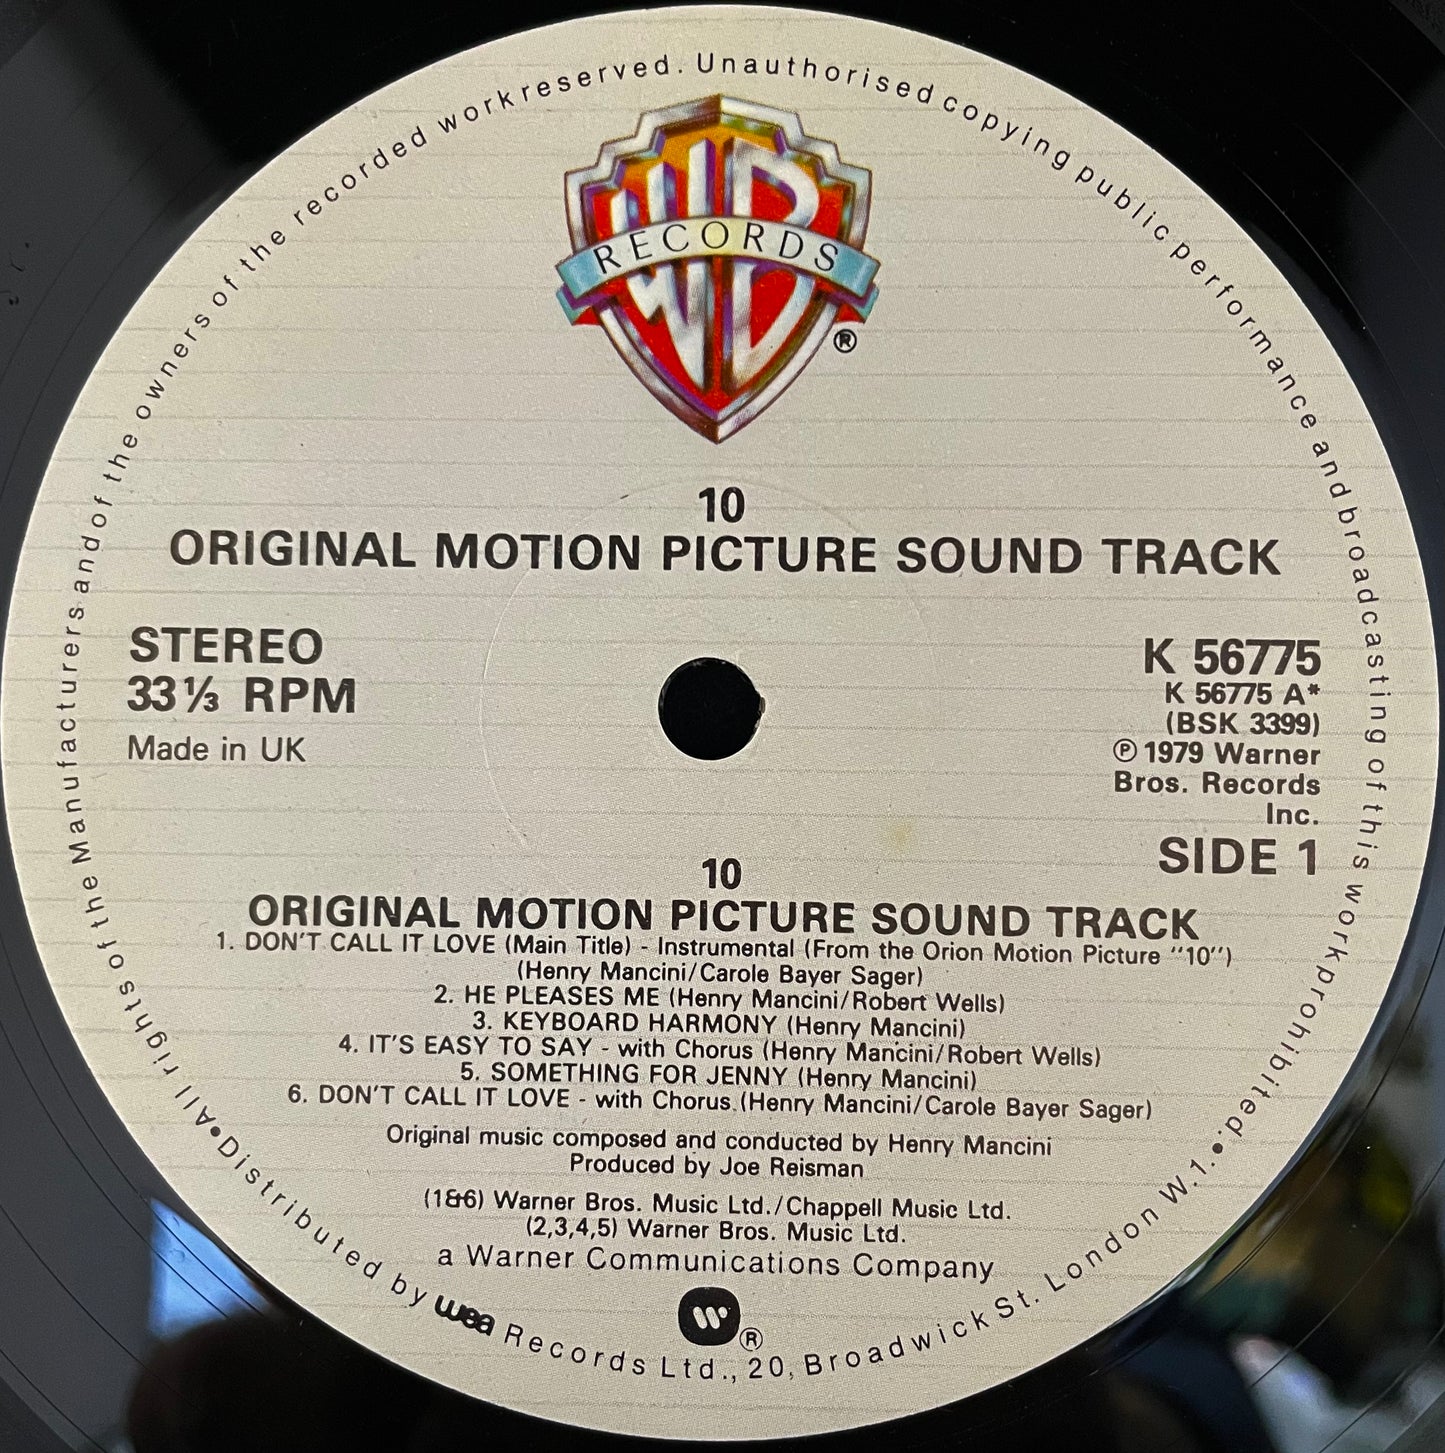 WB
RECORDS
®
10
ORIGINAL MOTION PICTURE SOUND TRACK
STEREO
33⅓ RPM
Made in UK
K 56775
K 56775 A*
(BSK 3399)
℗ 1979 Warner
Bros. Records
Inc.
SIDE 1
10
ORIGINAL MOTION PICTURE SOUND TRACK
1. DON'T CALL IT LOVE (Main Title) - Instrumental (From the Orion Motion Picture "10")
(Henry Mancini/Carole Bayer Sager)
2. HE PLEASES ME (Henry Mancini/Robert Wells)
3. KEYBOARD HARMONY (Henry Mancini)
4. IT'S EASY TO SAY - with Chorus (Henry Mancini/Robert Wells)
5. SOMETHING FOR JENNY (Henry Mancini)
6. DON'T CALL IT LOVE - with Chorus. (Henry Mancini/Carole Bayer Sager)
Original music composed and conducted by Henry Mancini
Produced by Joe Reisman
(1&6) Warner Bros. Music Ltd./Chappell Music Ltd.
(2,3,4,5) Warner Bros. Music Ltd.
a Warner Communications Company
®
All rights of the Manufacturers and of the owners of the recorded work reserved. Unauthorised copying public performance and broadcasting of this work prohibited.
• Distributed by wea Records Ltd., 20, Broadwick St. London W.1. •